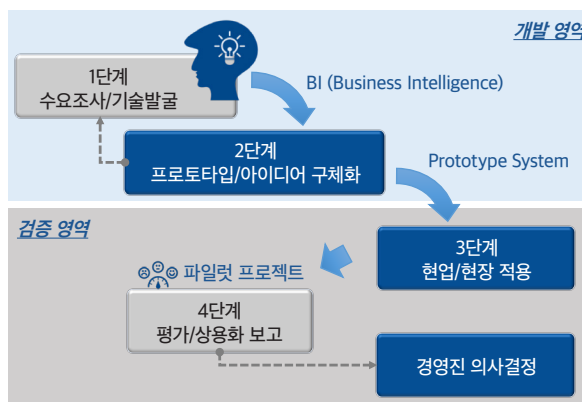 개발 영역
1단계
수요조사/기술발굴
BI (Business Intelligence)
2단계
프로토타입/아이디어 구체화
Prototype System
검증 영역
3단계
현업/현장 적용
파일럿 프로젝트
4단계
평가/상용화 보고
경영진 의사결정